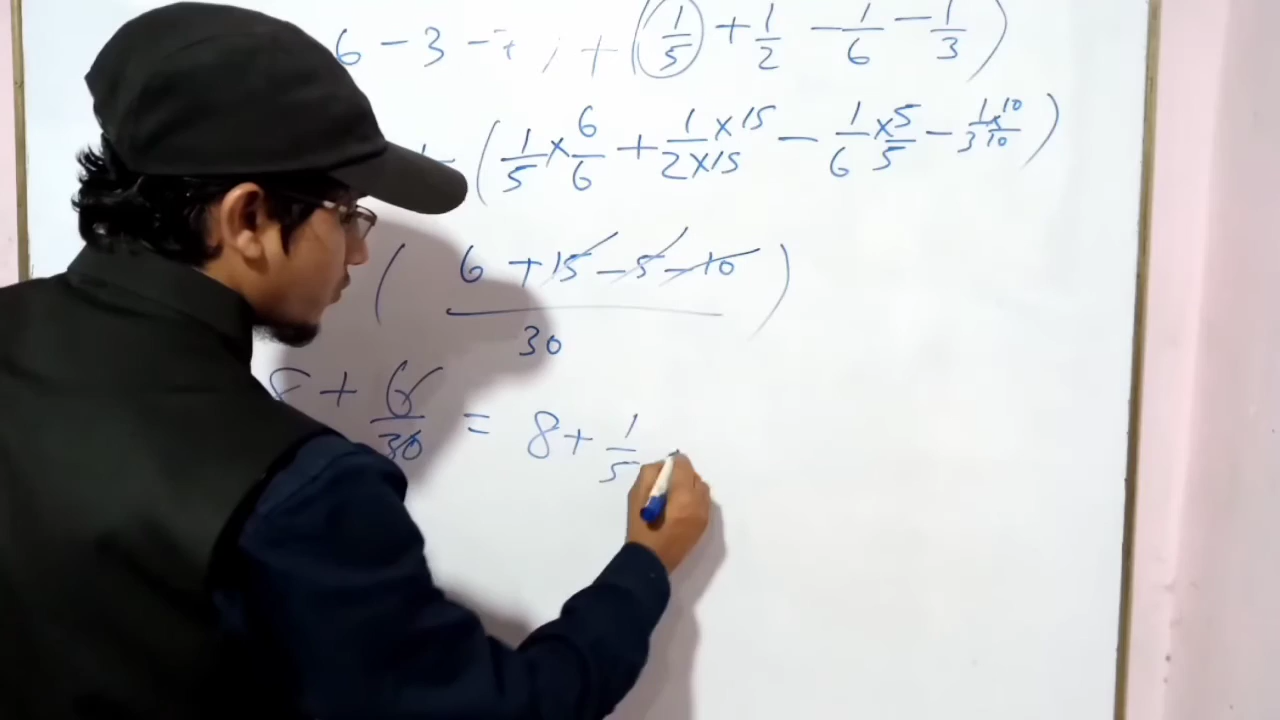 6 - 3 - + (1/5 + 1/2 - 1/6 - 1/3)
(1/5 × 6/6 + 1×15/2×15 - 1/6 × 5/5 - 1×10/3×10)
(6 + 15 - 5 - 10 / 30)
8 + 6/30 = 8 + 1/5